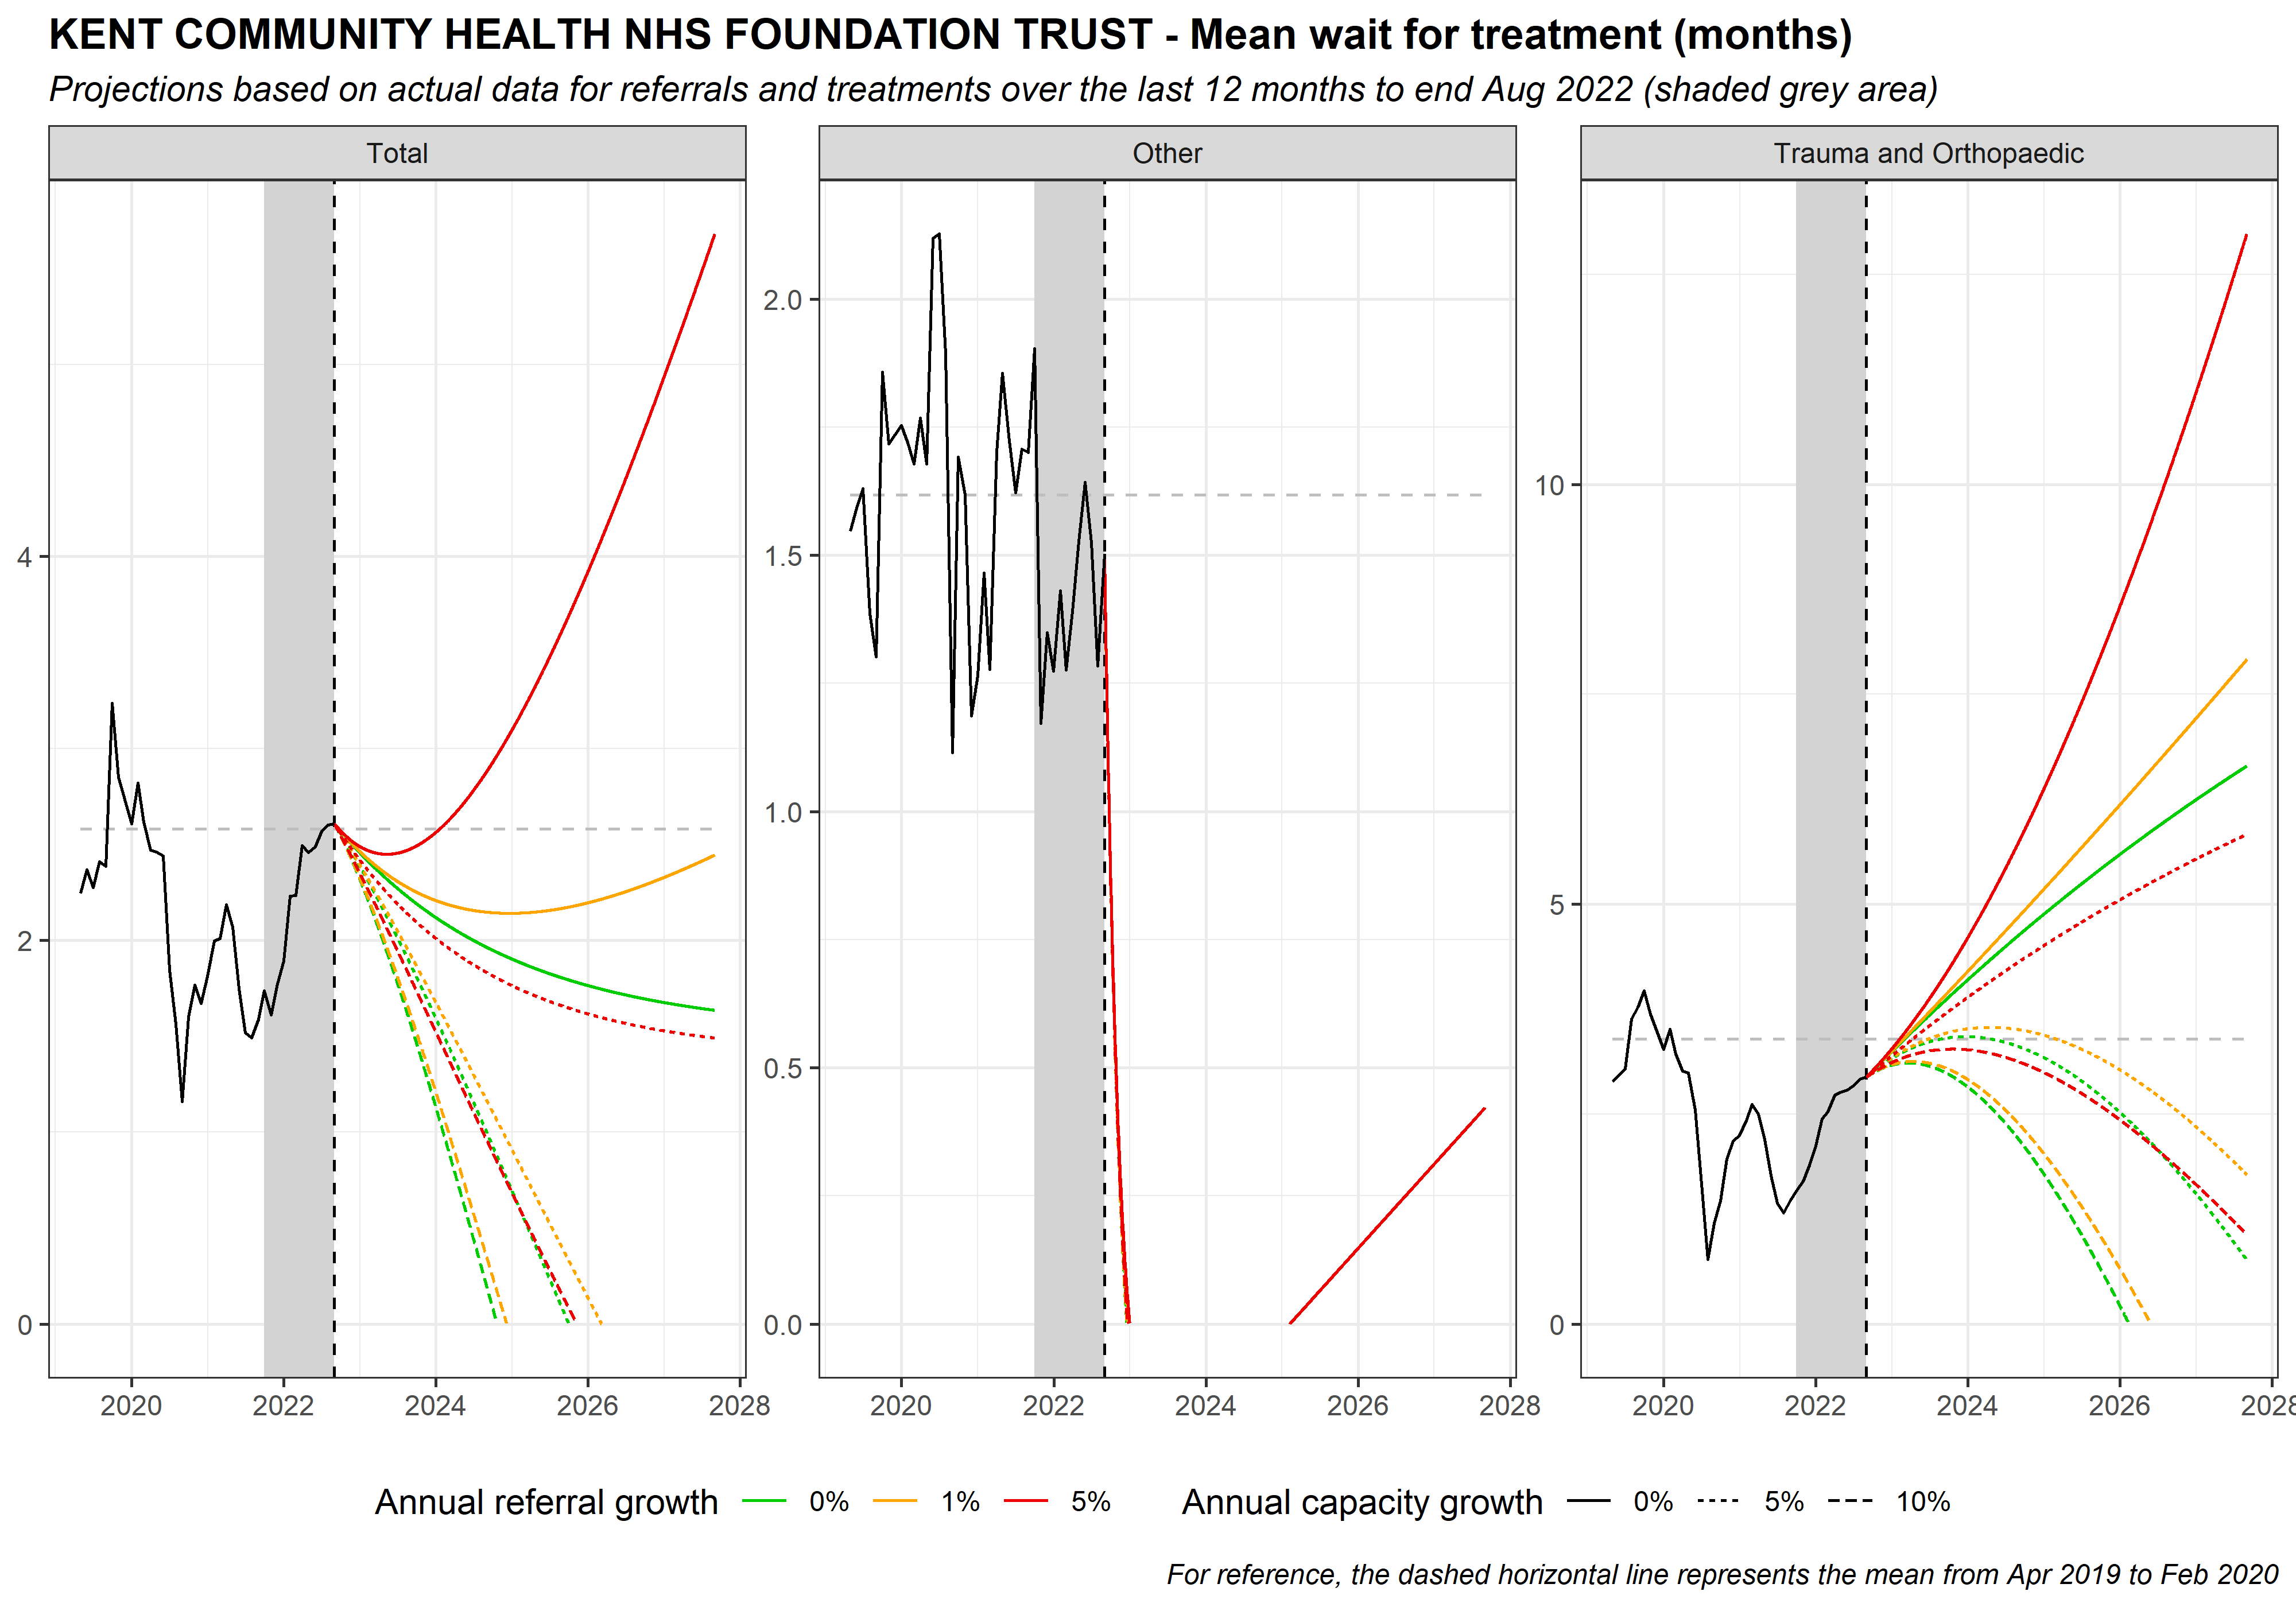 KENT COMMUNITY HEALTH NHS FOUNDATION TRUST - Mean wait for treatment (months)
Projections based on actual data for referrals and treatments over the last 12 months to end Aug 2022 (shaded grey area)
Total
Other
Trauma and Orthopaedic
4
2
0
2.0
1.5
1.0
0.5
0.0
10
5
0
2020 2022 2024 2026 2028
2020 2022 2024 2026 2028
2020 2022 2024 2026 2028
Annual referral growth 0% 1% 5% Annual capacity growth 0% 5% 10%
For reference, the dashed horizontal line represents the mean from Apr 2019 to Feb 2020